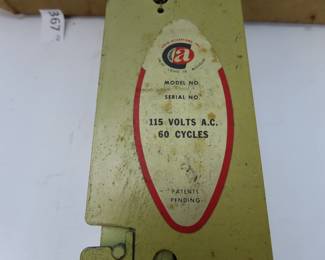 367
a
MODEL NO.
SERIAL NO.
115 VOLTS A.C.
60 CYCLES
PATENTS
PENDING